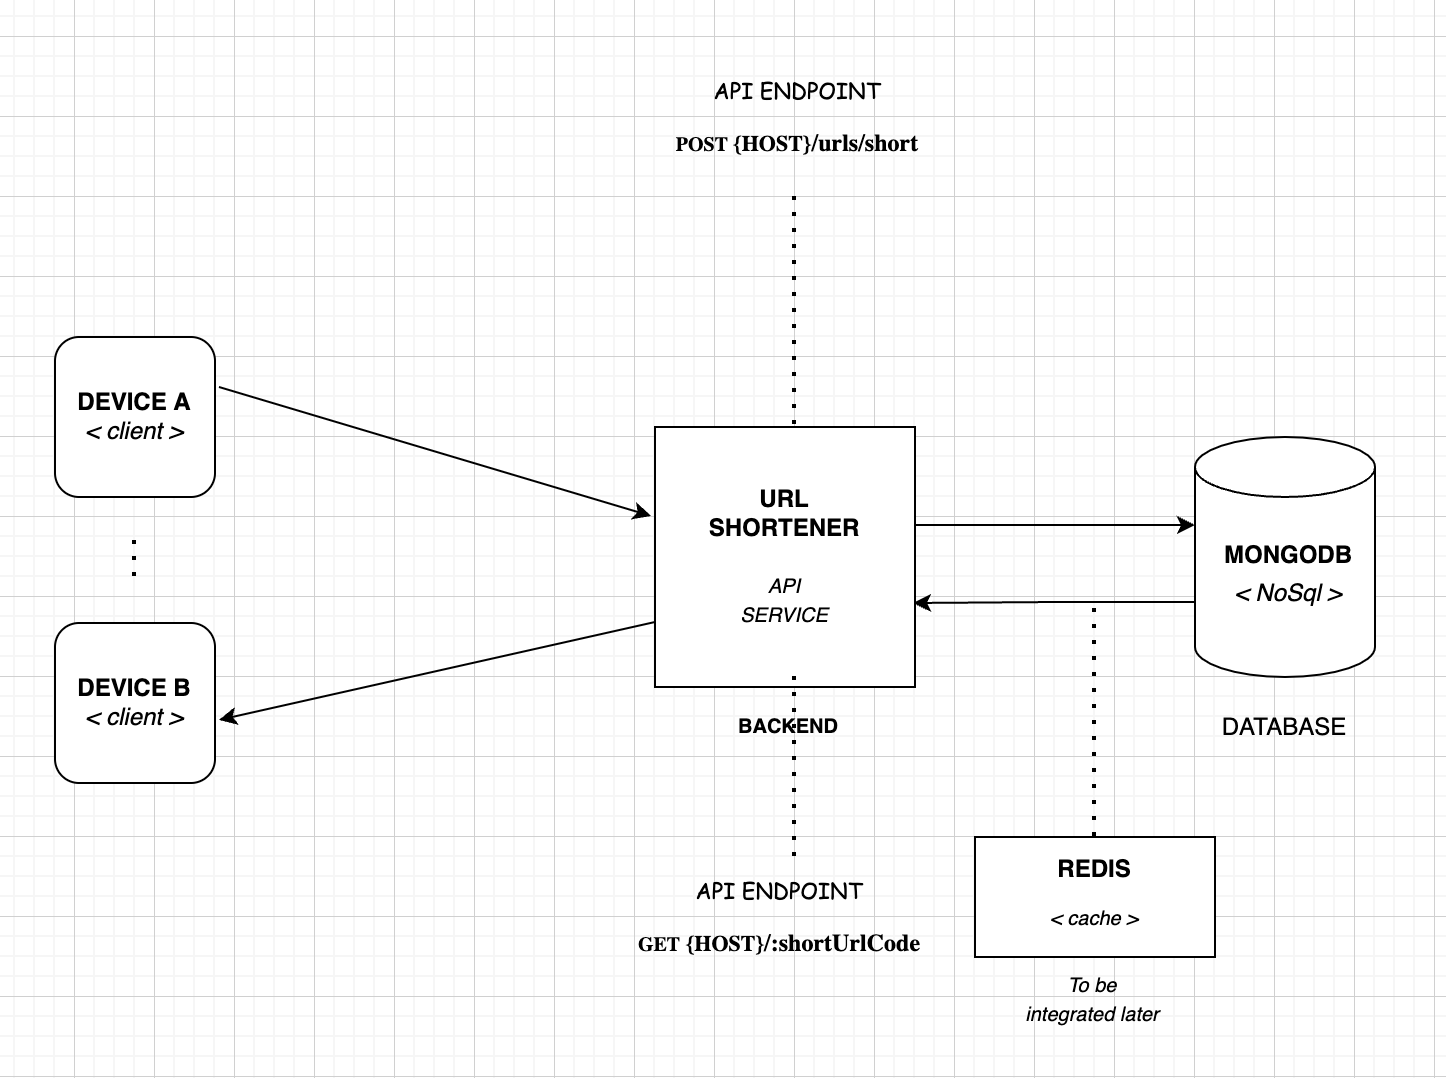 API ENDPOINT
POST {HOST}/urls/short
DEVICE A
< client >
URL
SHORTENER
API
SERVICE
MONGODB
< NoSql >
DEVICE B
< client >
BACKEND
DATABASE
REDIS
< cache >
API ENDPOINT
GET {HOST}/:shortUrlCode
To be
integrated later